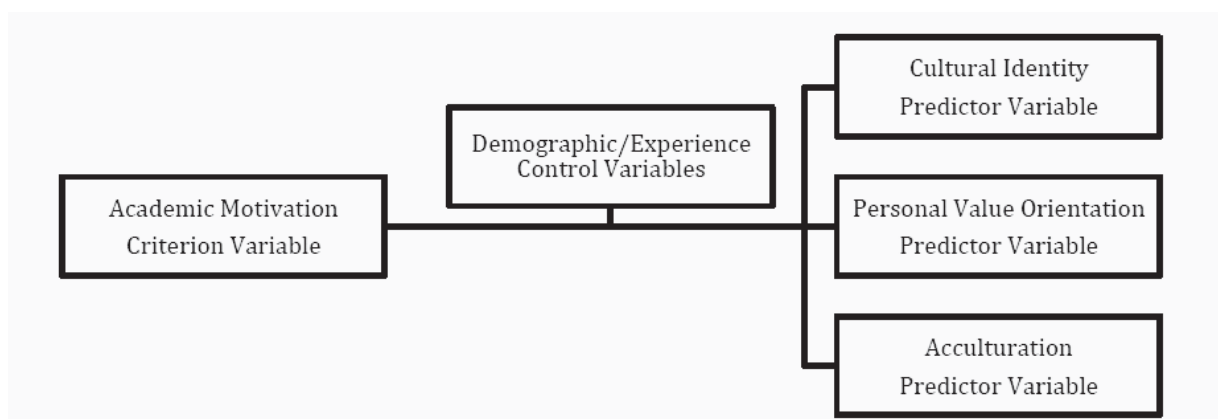 Cultural Identity
Predictor Variable
Demographic/Experience
Control Variables
Academic Motivation
Criterion Variable
Personal Value Orientation
Predictor Variable
Acculturation
Predictor Variable